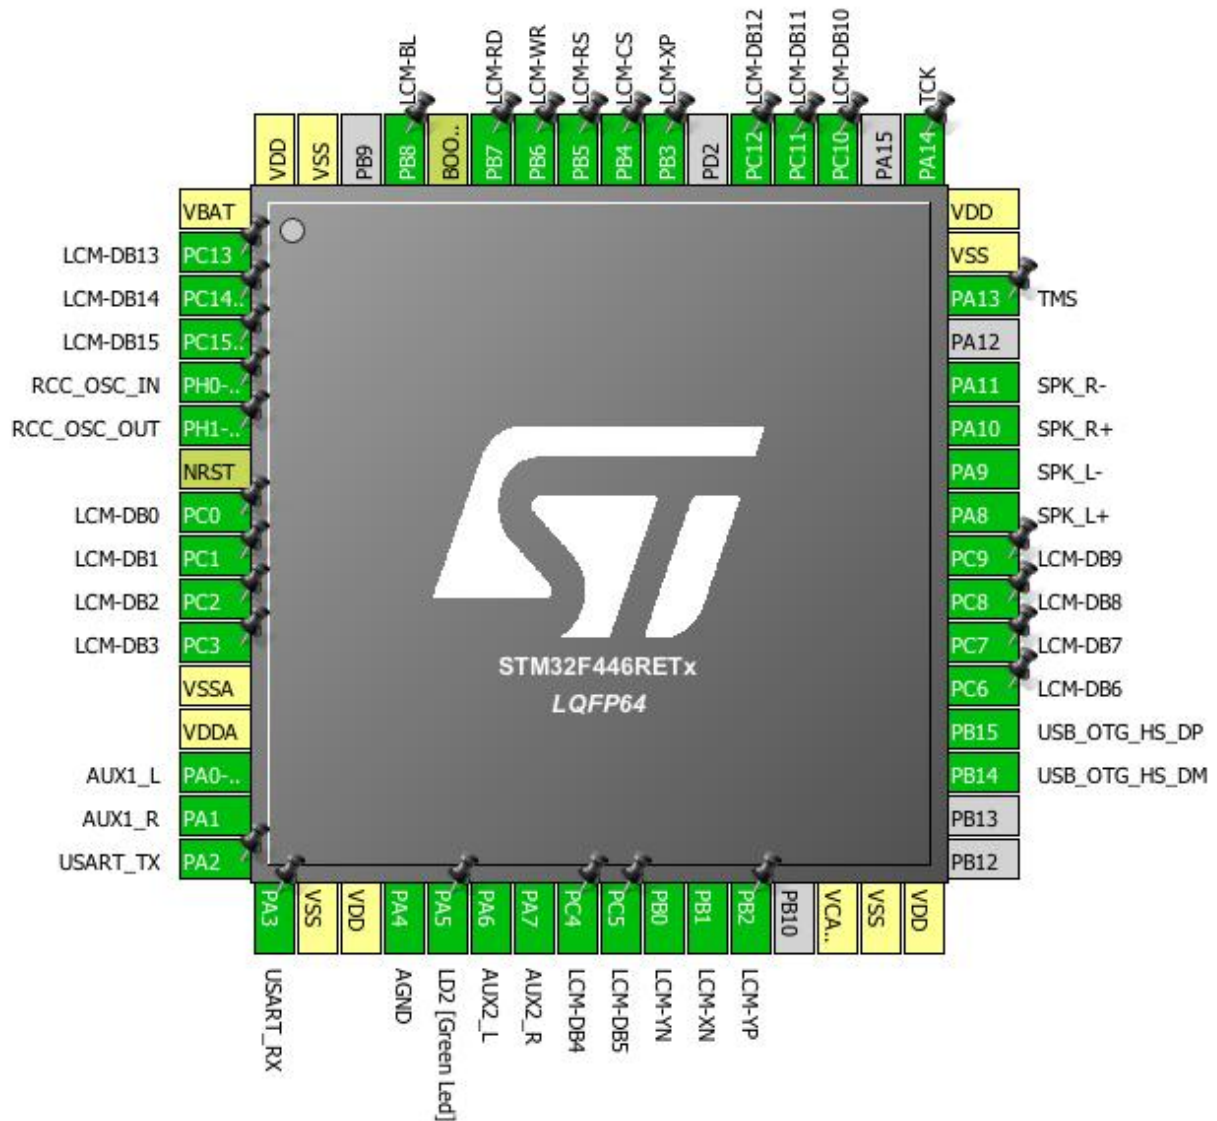 LCM-BL
LCM-RD
LCM-WR
LCM-RS
LCM-CS
LCM-XP
LCM-DB12
LCM-DB11
LCM-DB10
TCK
VDD
VSS
PB9
PB8
BOO..
PB7
PB6
PB5
PB4
PB3
PD2
PC12
PC11
PC10
PA15
PA14
VBAT
LCM-DB13 PC13
LCM-DB14 PC14..
LCM-DB15 PC15..
RCC_OSC_IN PH0-..
RCC_OSC_OUT PH1-..
NRST
LCM-DB0 PC0
LCM-DB1 PC1
LCM-DB2 PC2
LCM-DB3 PC3
VSSA
VDDA
AUX1_L PA0-..
AUX1_R PA1
USART_TX PA2
ST
STM32F446RETx
LQFP64
VDD
VSS
PA13 TMS
PA12
PA11 SPK_R-
PA10 SPK_R+
PA9 SPK_L-
PA8 SPK_L+
PC9 LCM-DB9
PC8 LCM-DB8
PC7 LCM-DB7
PC6 LCM-DB6
PB15 USB_OTG_HS_DP
PB14 USB_OTG_HS_DM
PB13
PB12
PA3
VSS
VDD
PA4
PA5
PA6
PA7
PC4
PC5
PB0
PB1
PB2
PB10
VCA..
VSS
VDD
USART_RX
AGND
LD2 [Green Led]
AUX2_L
AUX2_R
LCM-DB4
LCM-DB5
LCM-YN
LCM-XN
LCM-YP